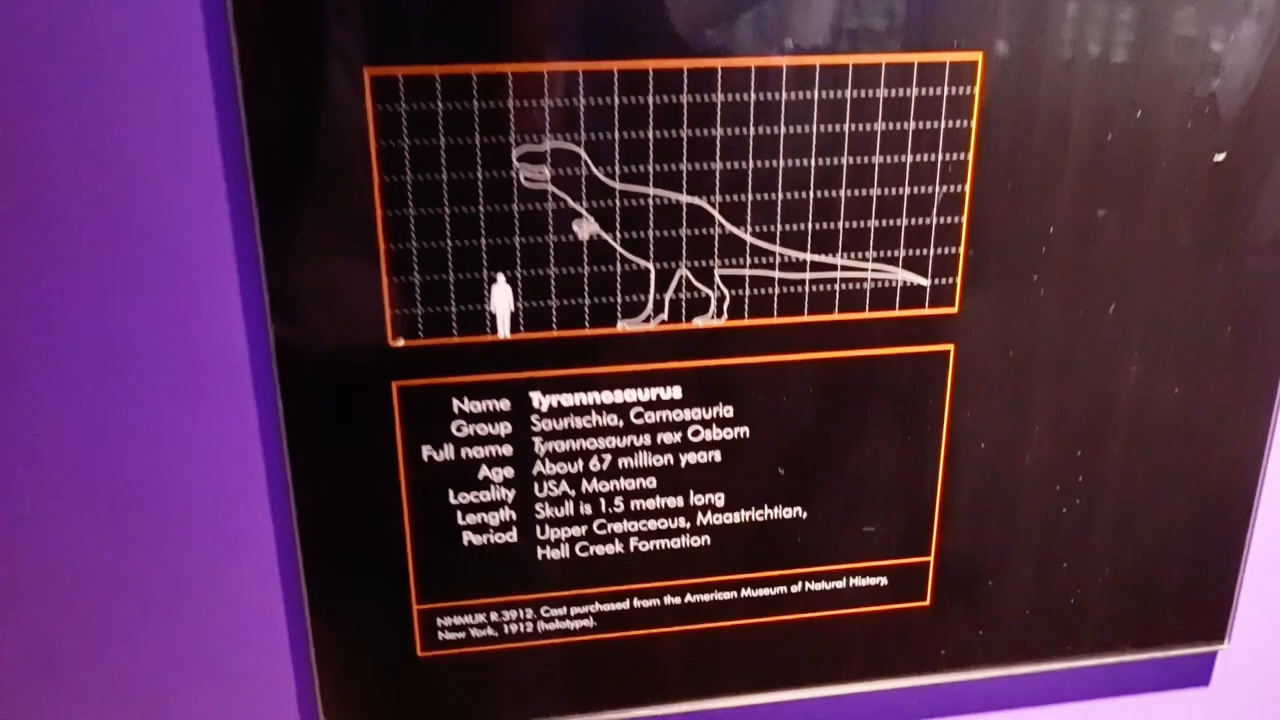 Name Tyrannosaurus
Group Saurischia, Carnosauria
Full name Tyrannosaurus rex Osborn
Age About 67 million years
Locality USA, Montana
Length Skull is 1.5 metres long
Period Upper Cretaceous, Maastrichtian,
Hell Creek Formation
NHMUK R.3912. Cast purchased from the American Museum of Natural History,
New York, 1912 (holotype).